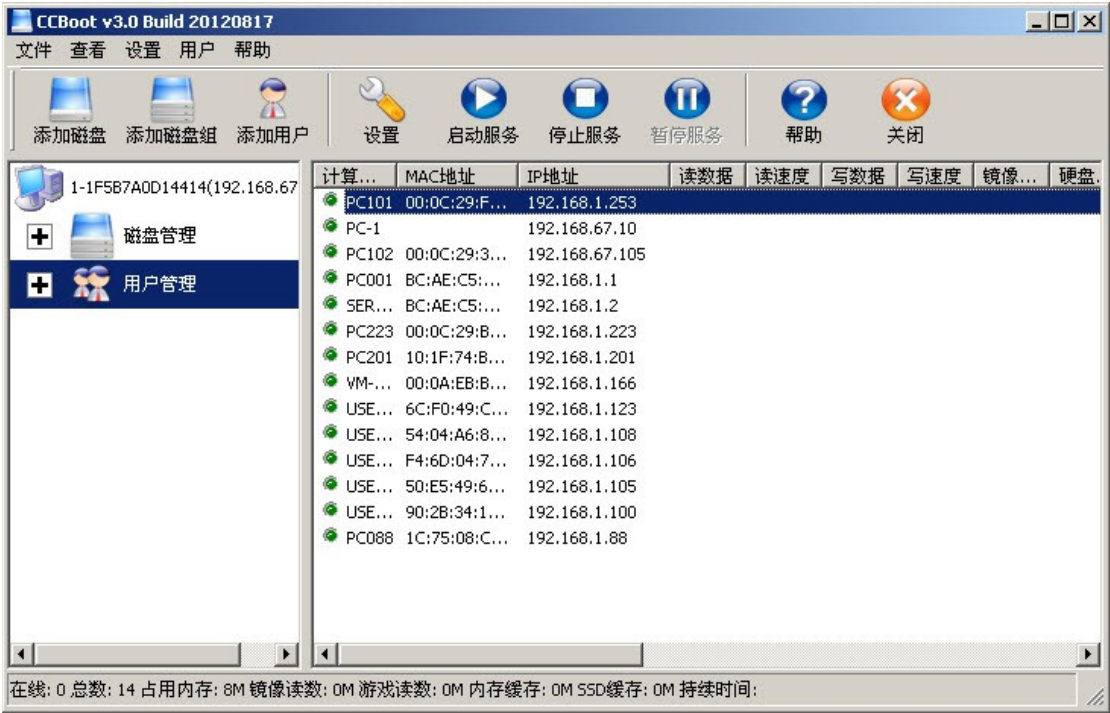 CCBoot v3.0 Build 20120817
文件 查看 设置 用户 帮助
添加磁盘 添加磁盘组 添加用户 设置 启动服务 停止服务 暂停服务 帮助 关闭
1-1F5B7A0D14414(192.168.67
磁盘管理
用户管理
计算... MAC地址 IP地址 读数据 读速度 写数据 写速度 镜像... 硬盘.
PC101 00:0C:29:F... 192.168.1.253
PC-1 192.168.67.10
PC102 00:0C:29:3... 192.168.67.105
PC001 BC:AE:C5:... 192.168.1.1
SER... BC:AE:C5:... 192.168.1.2
PC223 00:0C:29:B... 192.168.1.223
PC201 10:1F:74:B... 192.168.1.201
VM-... 00:0A:EB:B... 192.168.1.166
USE... 6C:F0:49:C... 192.168.1.123
USE... 54:04:A6:8... 192.168.1.108
USE... F4:6D:04:7... 192.168.1.106
USE... 50:E5:49:6... 192.168.1.105
USE... 90:2B:34:1... 192.168.1.100
PC088 1C:75:08:C... 192.168.1.88
在线: 0 总数: 14 占用内存: 8M 镜像读数: 0M 游戏读数: 0M 内存缓存: 0M SSD缓存: 0M 持续时间: